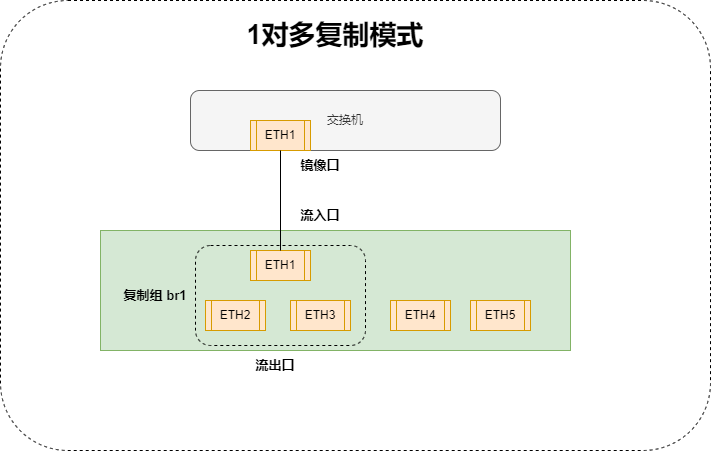 1对多复制模式
交换机
ETH1
镜像口
流入口
ETH1
复制组 br1
ETH2
ETH3
ETH4
ETH5
流出口